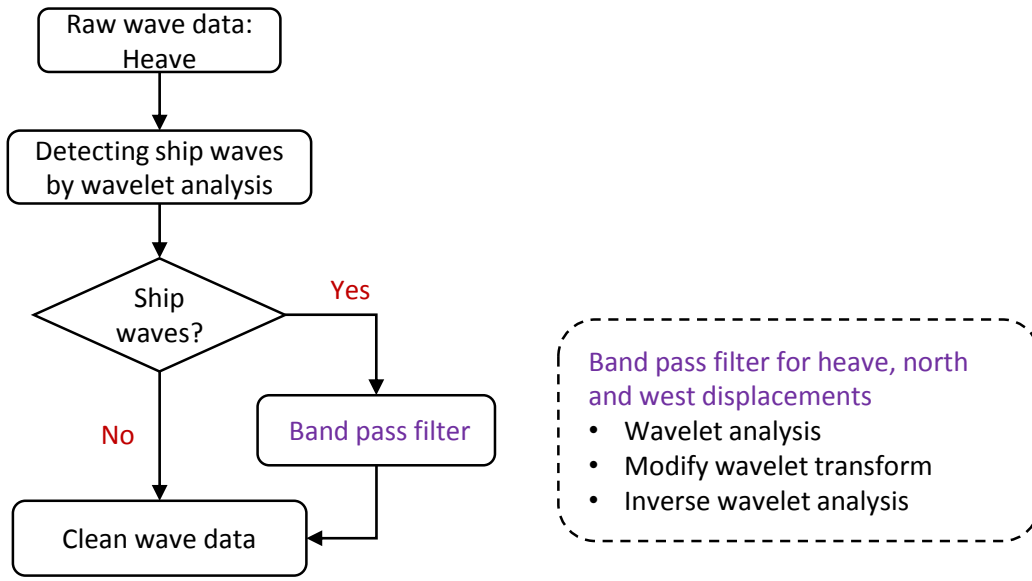 Raw wave data:
Heave
Detecting ship waves
by wavelet analysis
Ship
waves?
Yes
No
Band pass filter
Clean wave data
Band pass filter for heave, north
and west displacements
• Wavelet analysis
• Modify wavelet transform
• Inverse wavelet analysis